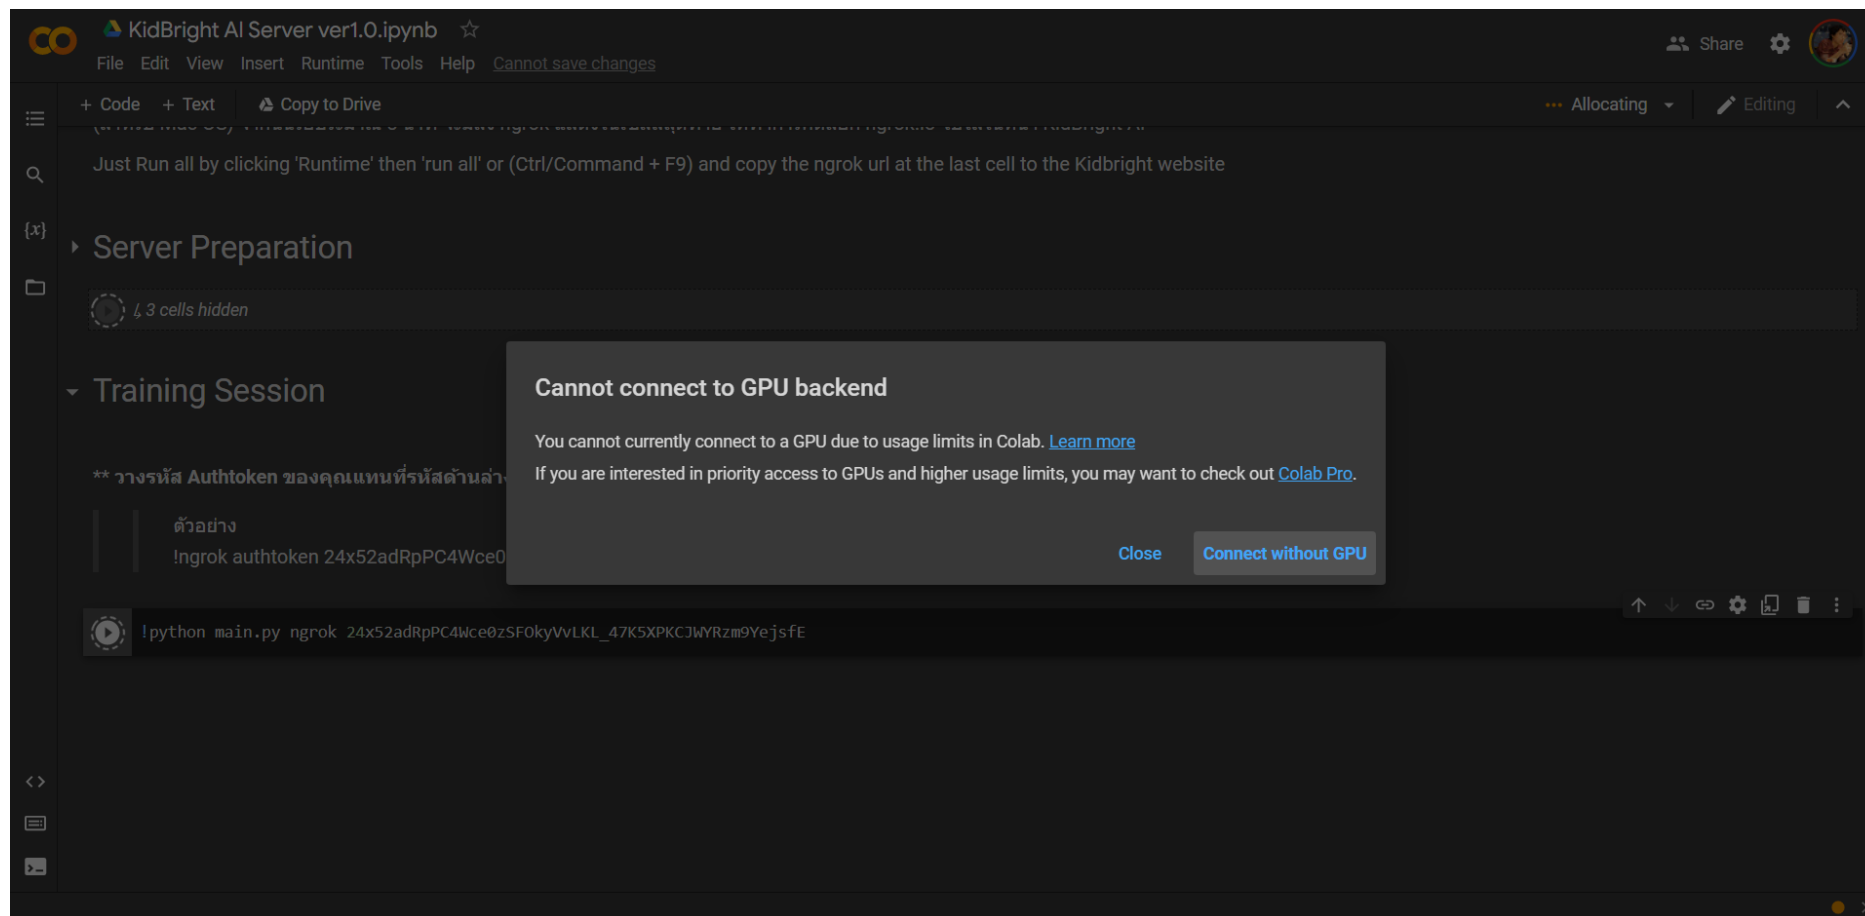 KidBright AI Server ver1.0.ipynb
File Edit View Insert Runtime Tools Help Cannot save changes
Share
+ Code + Text Copy to Drive
Allocating
Editing
Just Run all by clicking 'Runtime' then 'run all' or (Ctrl/Command + F9) and copy the ngrok url at the last cell to the Kidbright website
{x}
Server Preparation
3 cells hidden
Training Session
Cannot connect to GPU backend
You cannot currently connect to a GPU due to usage limits in Colab. Learn more
If you are interested in priority access to GPUs and higher usage limits, you may want to check out Colab Pro.
Close
Connect without GPU
** วางรหัส Authtoken ของคุณแทนที่รหัสด้านล่าง
ตัวอย่าง
!ngrok authtoken 24x52adRpPC4Wce0
!python main.py ngrok 24x52adRpPC4Wce0zSFOkyVvLKL_47K5XPKCJWYRzm9YejsfE